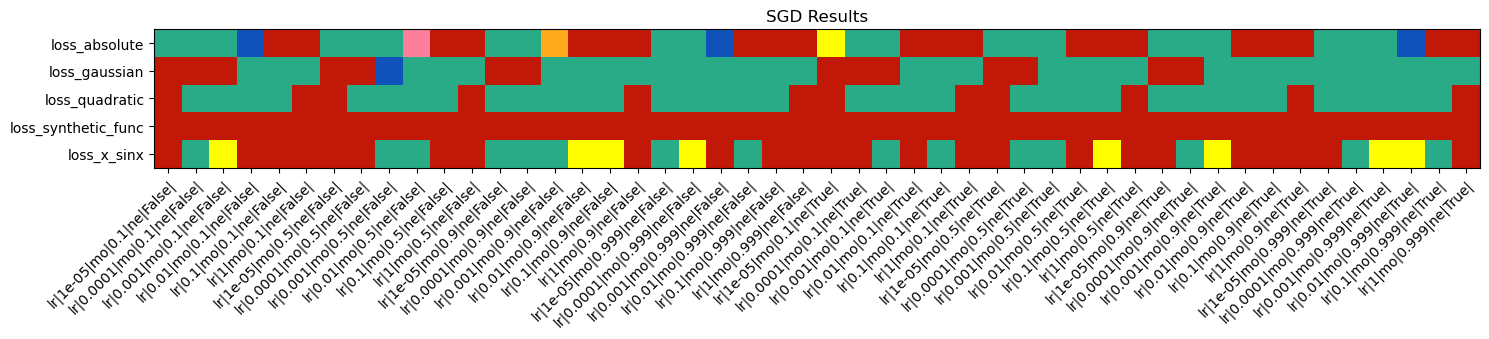 SGD Results
loss_absolute
loss_gaussian
loss_quadratic
loss_synthetic_func
loss_x_sinx
lr|1e-05|mo|0.1|ne|False|
lr|0.0001|mo|0.1|ne|False|
lr|0.001|mo|0.1|ne|False|
lr|0.01|mo|0.1|ne|False|
lr|0.1|mo|0.1|ne|False|
lr|1|mo|0.1|ne|False|
lr|1e-05|mo|0.5|ne|False|
lr|0.0001|mo|0.5|ne|False|
lr|0.001|mo|0.5|ne|False|
lr|0.01|mo|0.5|ne|False|
lr|0.1|mo|0.5|ne|False|
lr|1|mo|0.5|ne|False|
lr|1e-05|mo|0.9|ne|False|
lr|0.0001|mo|0.9|ne|False|
lr|0.001|mo|0.9|ne|False|
lr|0.01|mo|0.9|ne|False|
lr|0.1|mo|0.9|ne|False|
lr|1|mo|0.9|ne|False|
lr|1e-05|mo|0.999|ne|False|
lr|0.0001|mo|0.999|ne|False|
lr|0.001|mo|0.999|ne|False|
lr|0.01|mo|0.999|ne|False|
lr|0.1|mo|0.999|ne|False|
lr|1|mo|0.999|ne|False|
lr|1e-05|mo|0.1|ne|True|
lr|0.0001|mo|0.1|ne|True|
lr|0.001|mo|0.1|ne|True|
lr|0.01|mo|0.1|ne|True|
lr|0.1|mo|0.1|ne|True|
lr|1|mo|0.1|ne|True|
lr|1e-05|mo|0.5|ne|True|
lr|0.0001|mo|0.5|ne|True|
lr|0.001|mo|0.5|ne|True|
lr|0.01|mo|0.5|ne|True|
lr|0.1|mo|0.5|ne|True|
lr|1|mo|0.5|ne|True|
lr|1e-05|mo|0.9|ne|True|
lr|0.0001|mo|0.9|ne|True|
lr|0.001|mo|0.9|ne|True|
lr|0.01|mo|0.9|ne|True|
lr|0.1|mo|0.9|ne|True|
lr|1|mo|0.9|ne|True|
lr|1e-05|mo|0.999|ne|True|
lr|0.0001|mo|0.999|ne|True|
lr|0.001|mo|0.999|ne|True|
lr|0.01|mo|0.999|ne|True|
lr|0.1|mo|0.999|ne|True|
lr|1|mo|0.999|ne|True|